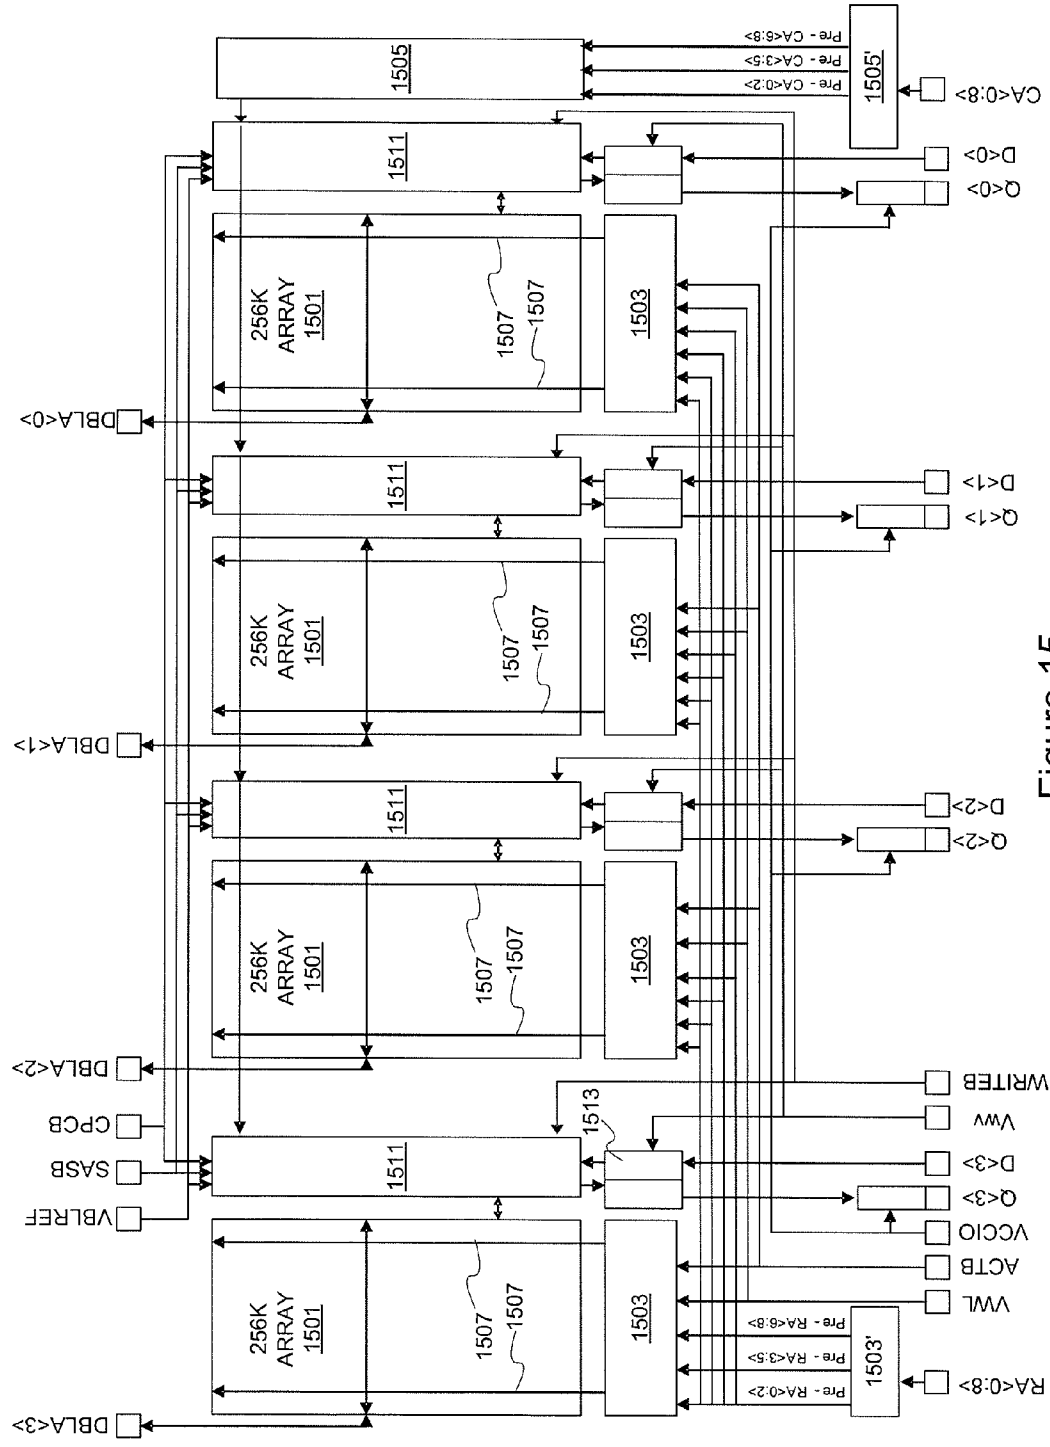 DBLA<3>
VBLREF
SASB
GPCB
DBLA<2>
DBLA<1>
DBLA<0>
256K
ARRAY
1501
1507
1507
1511
256K
ARRAY
1501
1507
1507
1511
256K
ARRAY
1501
1507
1507
1511
256K
ARRAY
1501
1507
1507
1511
1505
1503
1513
1503
1503
1503
Pre - RA<0:2>
Pre - RA<3:5>
Pre - RA<6:8>
Pre - CA<0:2>
Pre - CA<3:5>
Pre - CA<6:8>
1503'
1505'
RA<0:8>
VWL
ACTB
VCCIO
Q<3>
D<3>
Vwv
WRITEB
Q<2>
D<2>
Q<1>
D<1>
Q<0>
D<0>
CA<0:8>
Figure 15